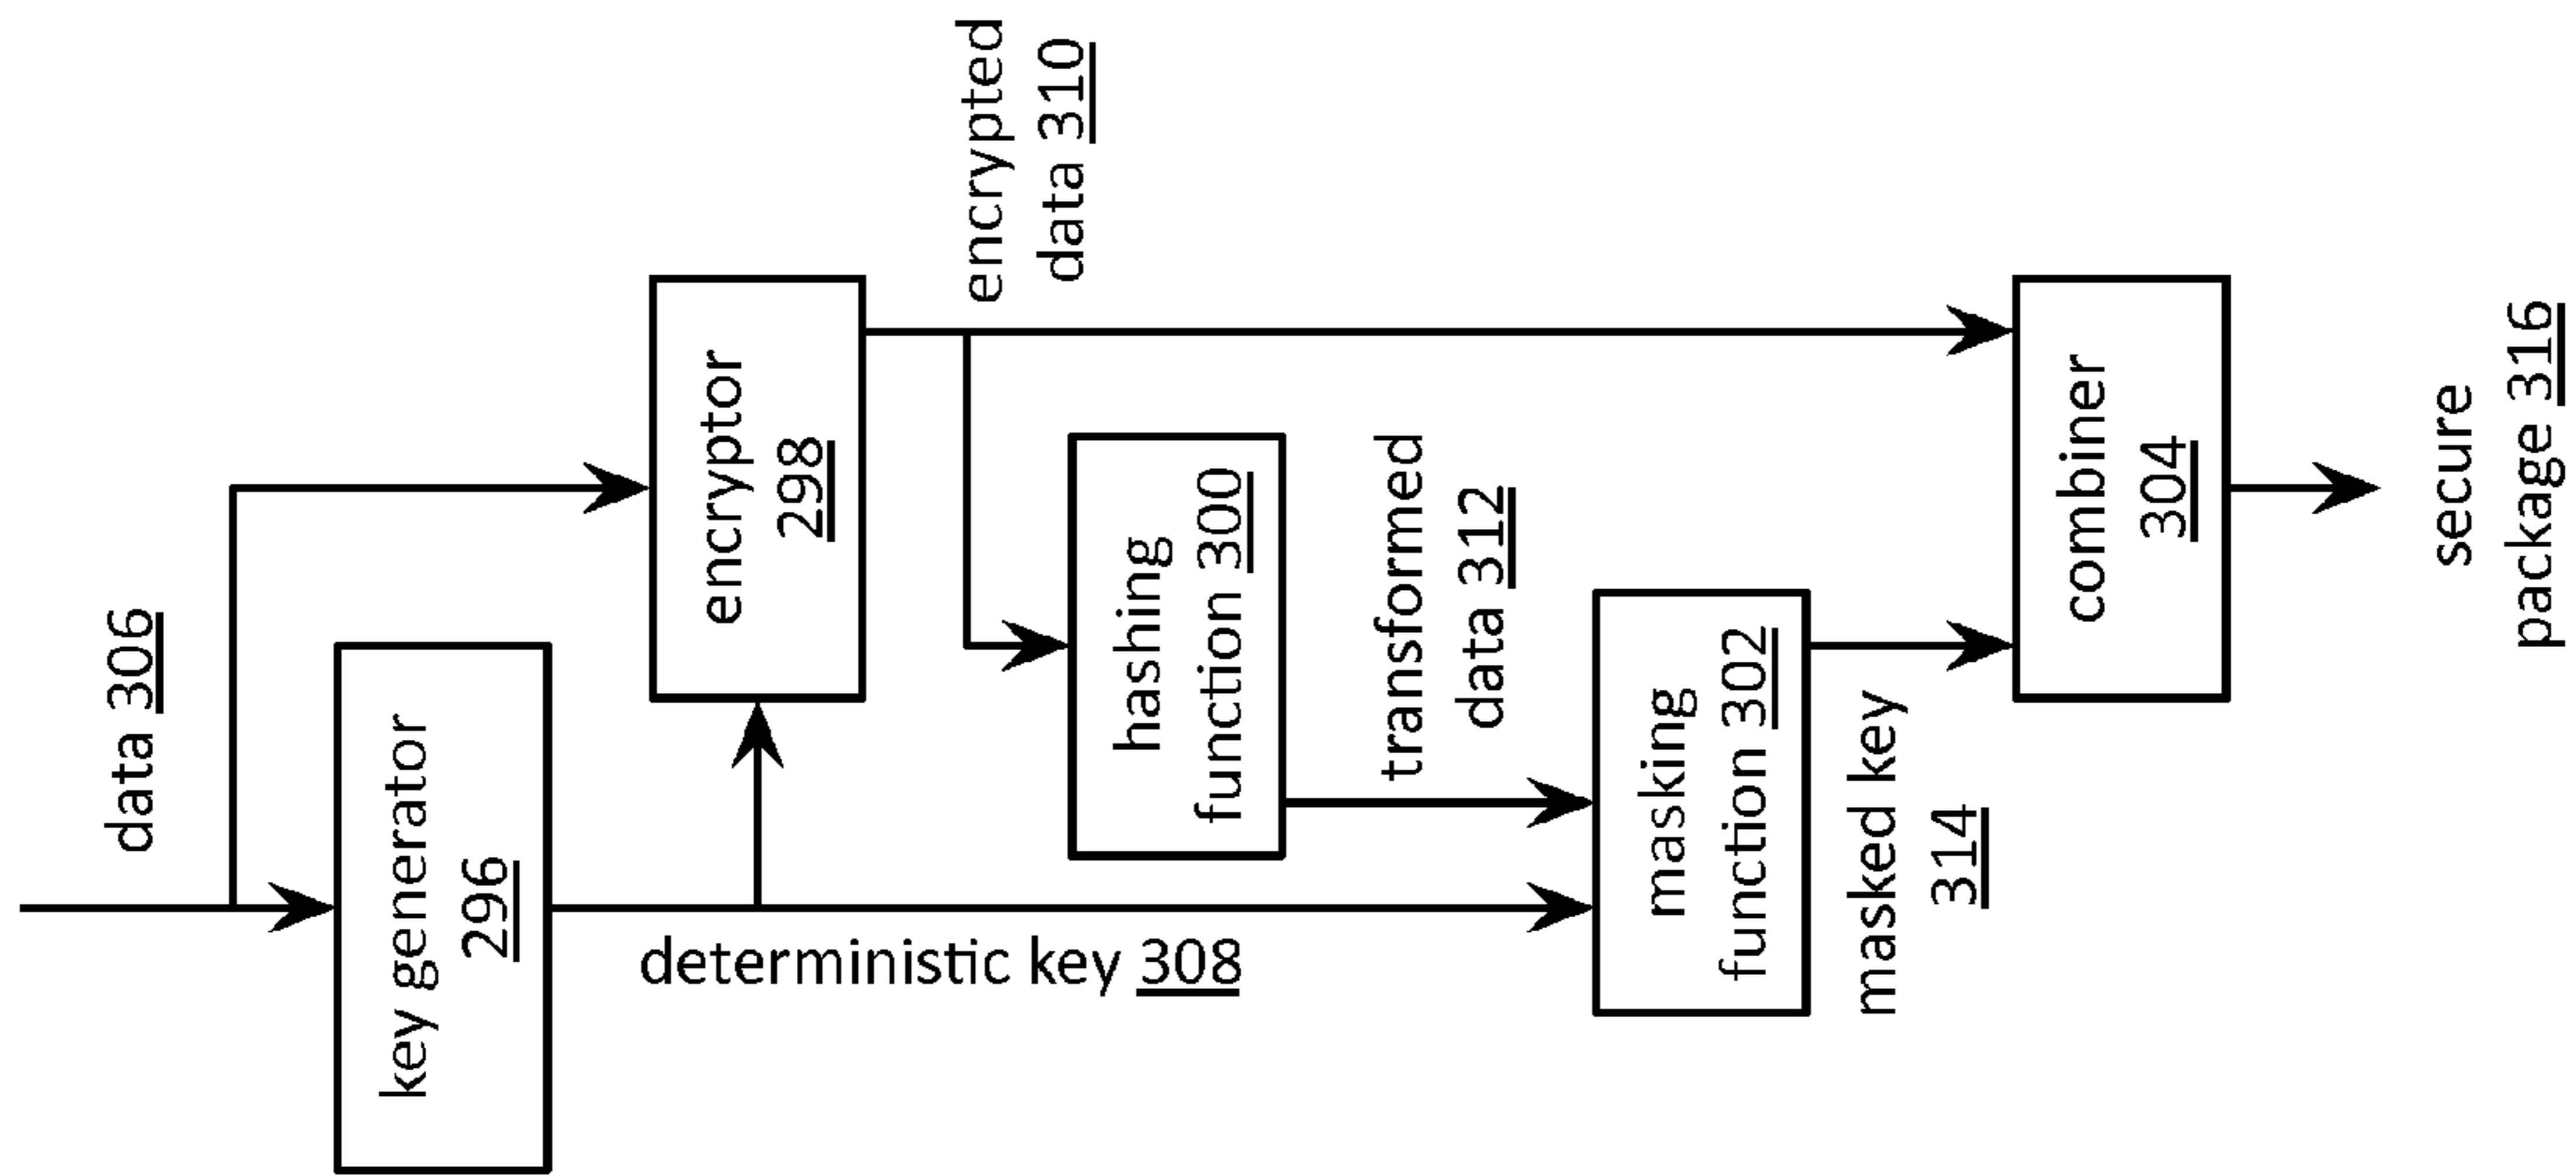 data 306
key generator
296
encryptor
298
deterministic key 308
encrypted
data 310
hashing
function 300
transformed
data 312
masking
function 302
masked key
314
combiner
304
secure
package 316